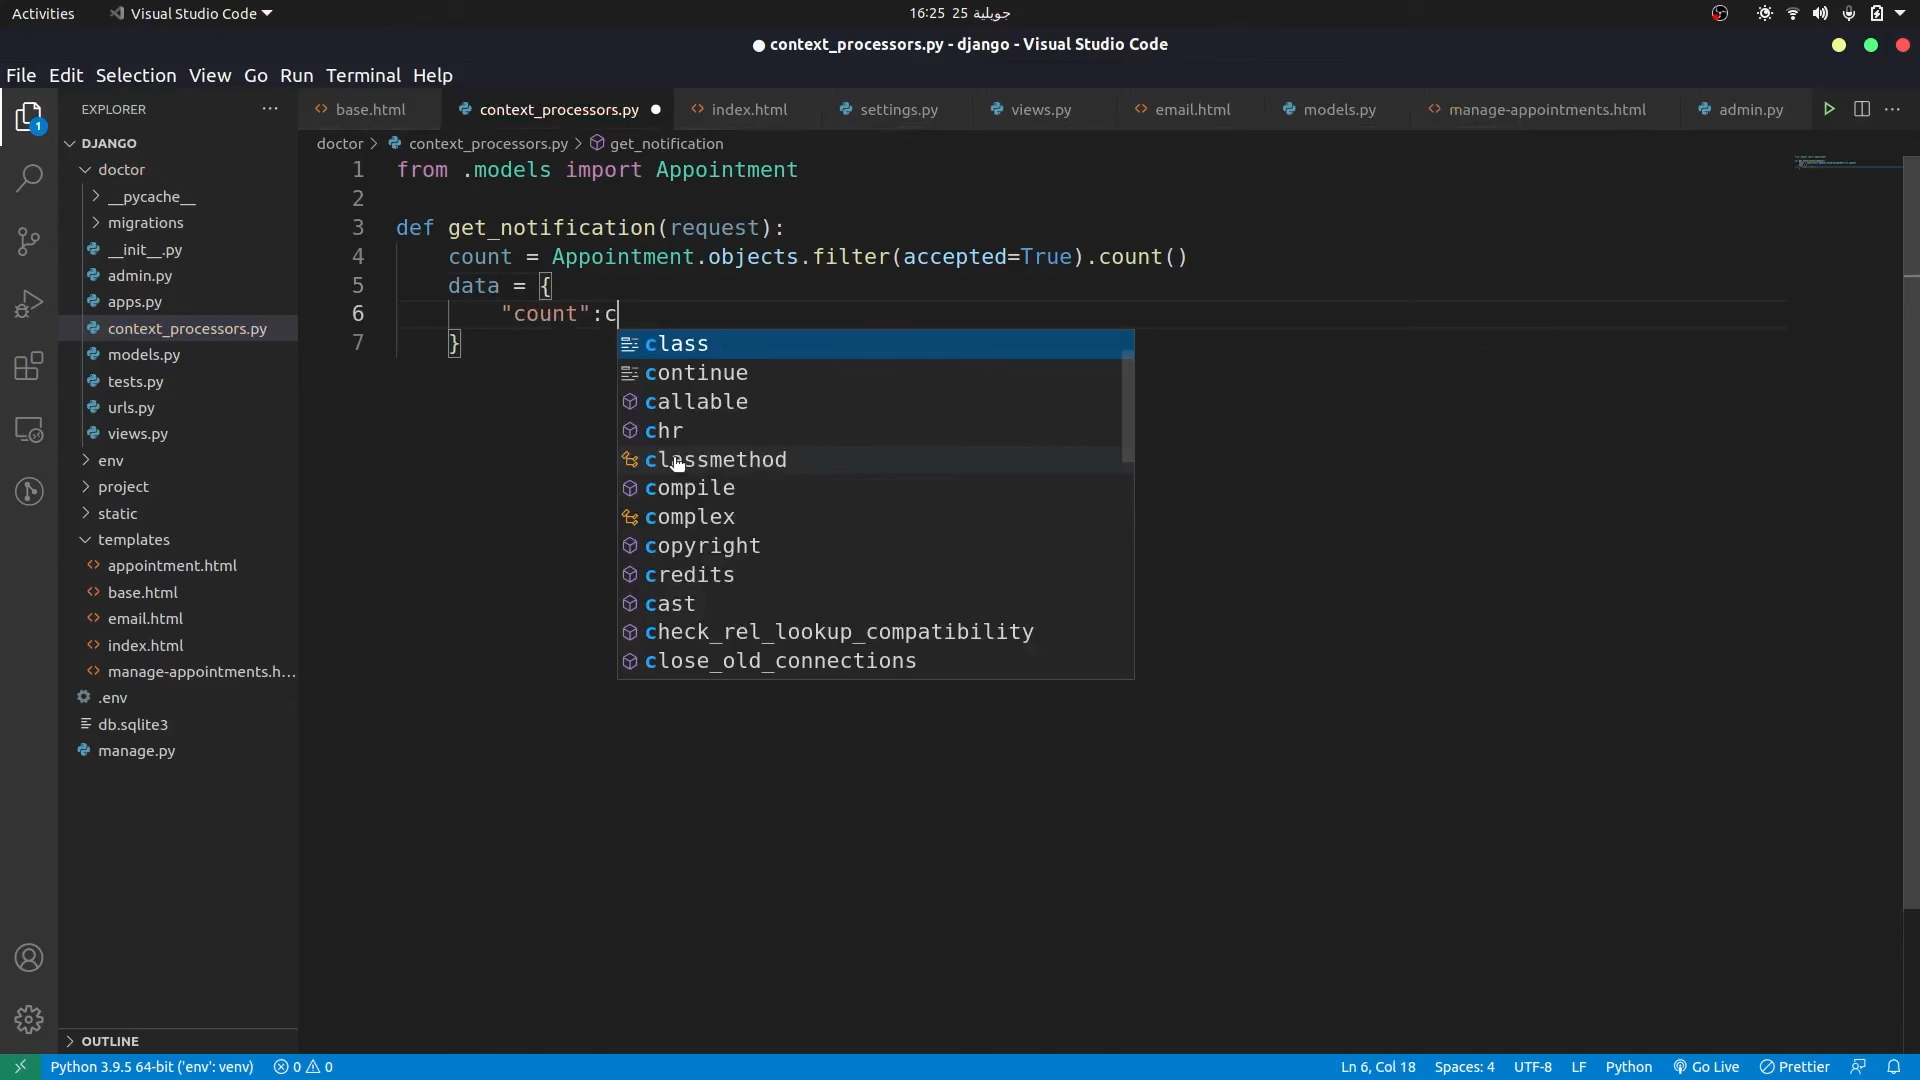 Activities
Visual Studio Code
16:25 25 جويلية
● context_processors.py - django - Visual Studio Code
File Edit Selection View Go Run Terminal Help
1
EXPLORER ···
base.html
context_processors.py
index.html
settings.py
views.py
email.html
models.py
manage-appointments.html
admin.py
···
DJANGO
doctor
__pycache__
migrations
__init__.py
admin.py
apps.py
context_processors.py
models.py
tests.py
urls.py
views.py
env
project
static
templates
appointment.html
base.html
email.html
index.html
manage-appointments.h...
.env
db.sqlite3
manage.py
OUTLINE
doctor > context_processors.py > get_notification
1 from .models import Appointment
2
3 def get_notification(request):
4 count = Appointment.objects.filter(accepted=True).count()
5 data = {
6 "count":c
7 }
class
continue
callable
chr
classmethod
compile
complex
copyright
credits
cast
check_rel_lookup_compatibility
close_old_connections
Python 3.9.5 64-bit ('env': venv) 0 0
Ln 6, Col 18 Spaces: 4 UTF-8 LF Python Go Live Prettier